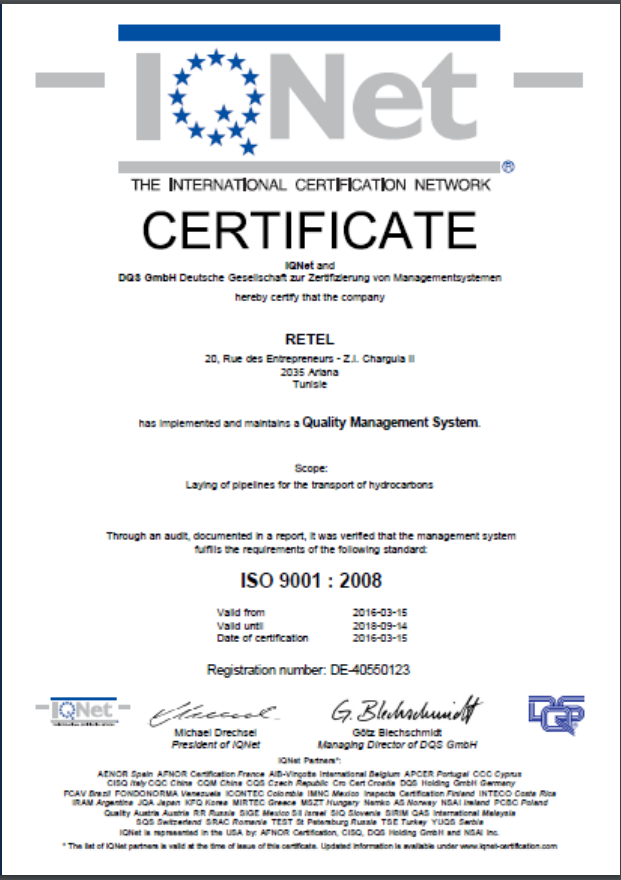 IQNet
®
THE INTERNATIONAL CERTIFICATION NETWORK
CERTIFICATE
IQNet and
DQS GmbH Deutsche Gesellschaft zur Zertifizierung von Managementsystemen
hereby certify that the company
RETEL
20, Rue des Entrepreneurs - Z.I. Charguia II
2035 Ariana
Tunisie
has implemented and maintains a Quality Management System.
Scope:
Laying of pipelines for the transport of hydrocarbons
Through an audit, documented in a report, it was verified that the management system
fulfills the requirements of the following standard:
ISO 9001 : 2008
Valid from 2016-03-15
Valid until 2018-09-14
Date of certification 2016-03-15
Registration number: DE-40550123
IQNet
G. Blechschmidt
DQS
Michael Drechsel
President of IQNet
Götz Blechschmidt
Managing Director of DQS GmbH
IQNet Partners*:
AENOR Spain AFNOR Certification France AIB-Vinçotte International Belgium APCER Portugal CCC Cyprus
CISQ Italy CQC China CQM China CQS Czech Republic Cro Cert Croatia DQS Holding GmbH Germany
FCAV Brazil FONDONORMA Venezuela ICONTEC Colombia IMNC Mexico Inspecta Certification Finland INTECO Costa Rica
IRAM Argentina JQA Japan KFQ Korea MIRTEC Greece MSZT Hungary Nemko AS Norway NSAI Ireland PCBC Poland
Quality Austria Austria RR Russia SIGE Mexico SII Israel SIQ Slovenia SIRIM QAS International Malaysia
SQS Switzerland SRAC Romania TEST St Petersburg Russia TSE Turkey YUQS Serbia
IQNet is represented in the USA by: AFNOR Certification, CISQ, DQS Holding GmbH and NSAI Inc.
* The list of IQNet partners is valid at the time of issue of this certificate. Updated information is available under www.iqnet-certification.com